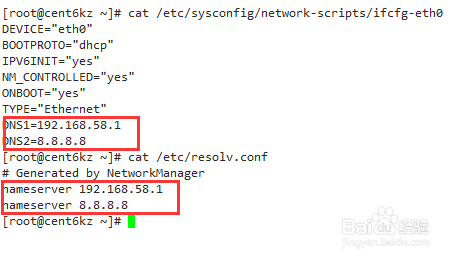 [root@cent6kz ~]# cat /etc/sysconfig/network-scripts/ifcfg-eth0
DEVICE="eth0"
BOOTPROTO="dhcp"
IPV6INIT="yes"
NM_CONTROLLED="yes"
ONBOOT="yes"
TYPE="Ethernet"
DNS1=192.168.58.1
DNS2=8.8.8.8
[root@cent6kz ~]# cat /etc/resolv.conf
# Generated by NetworkManager
nameserver 192.168.58.1
nameserver 8.8.8.8
[root@cent6kz ~]#
Baidu 经验
jingyan.baidu.com